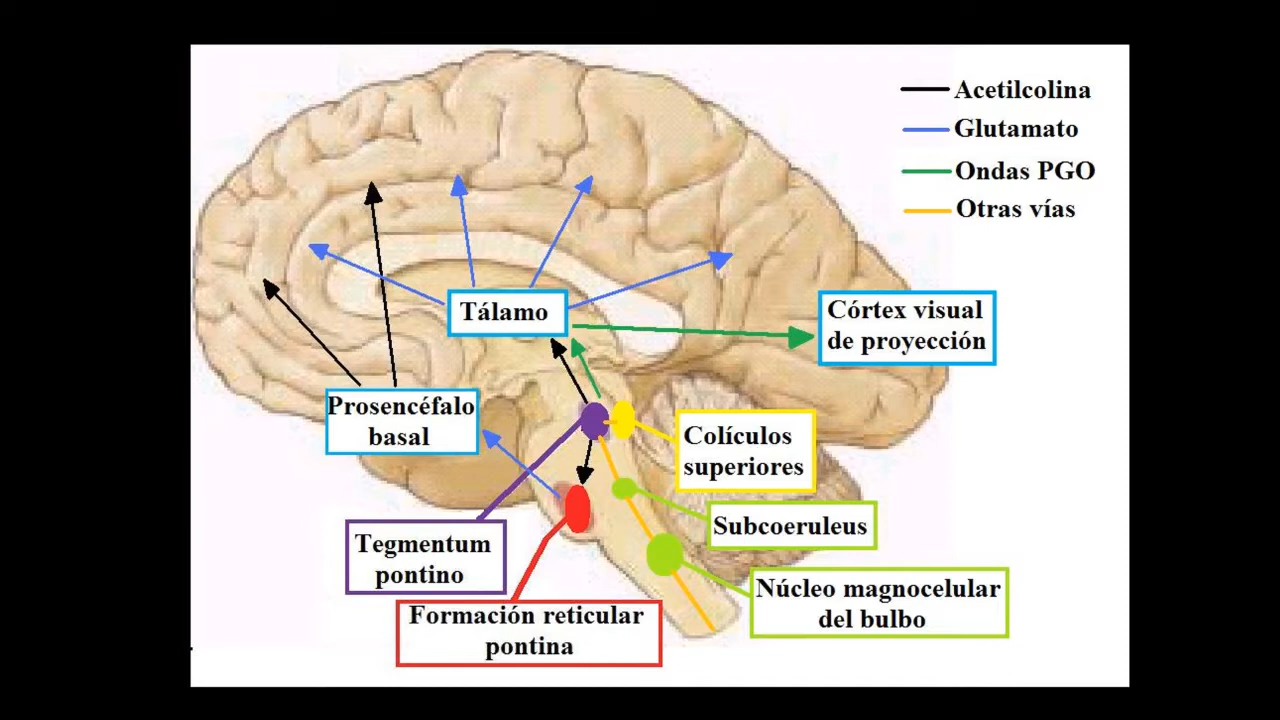 Acetilcolina
Glutamato
Ondas PGO
Otras vías
Tálamo
Córtex visual
de proyección
Prosencéfalo
basal
Colículos
superiores
Subcoeruleus
Tegmentum
pontino
Núcleo magnocelular
del bulbo
Formación reticular
pontina